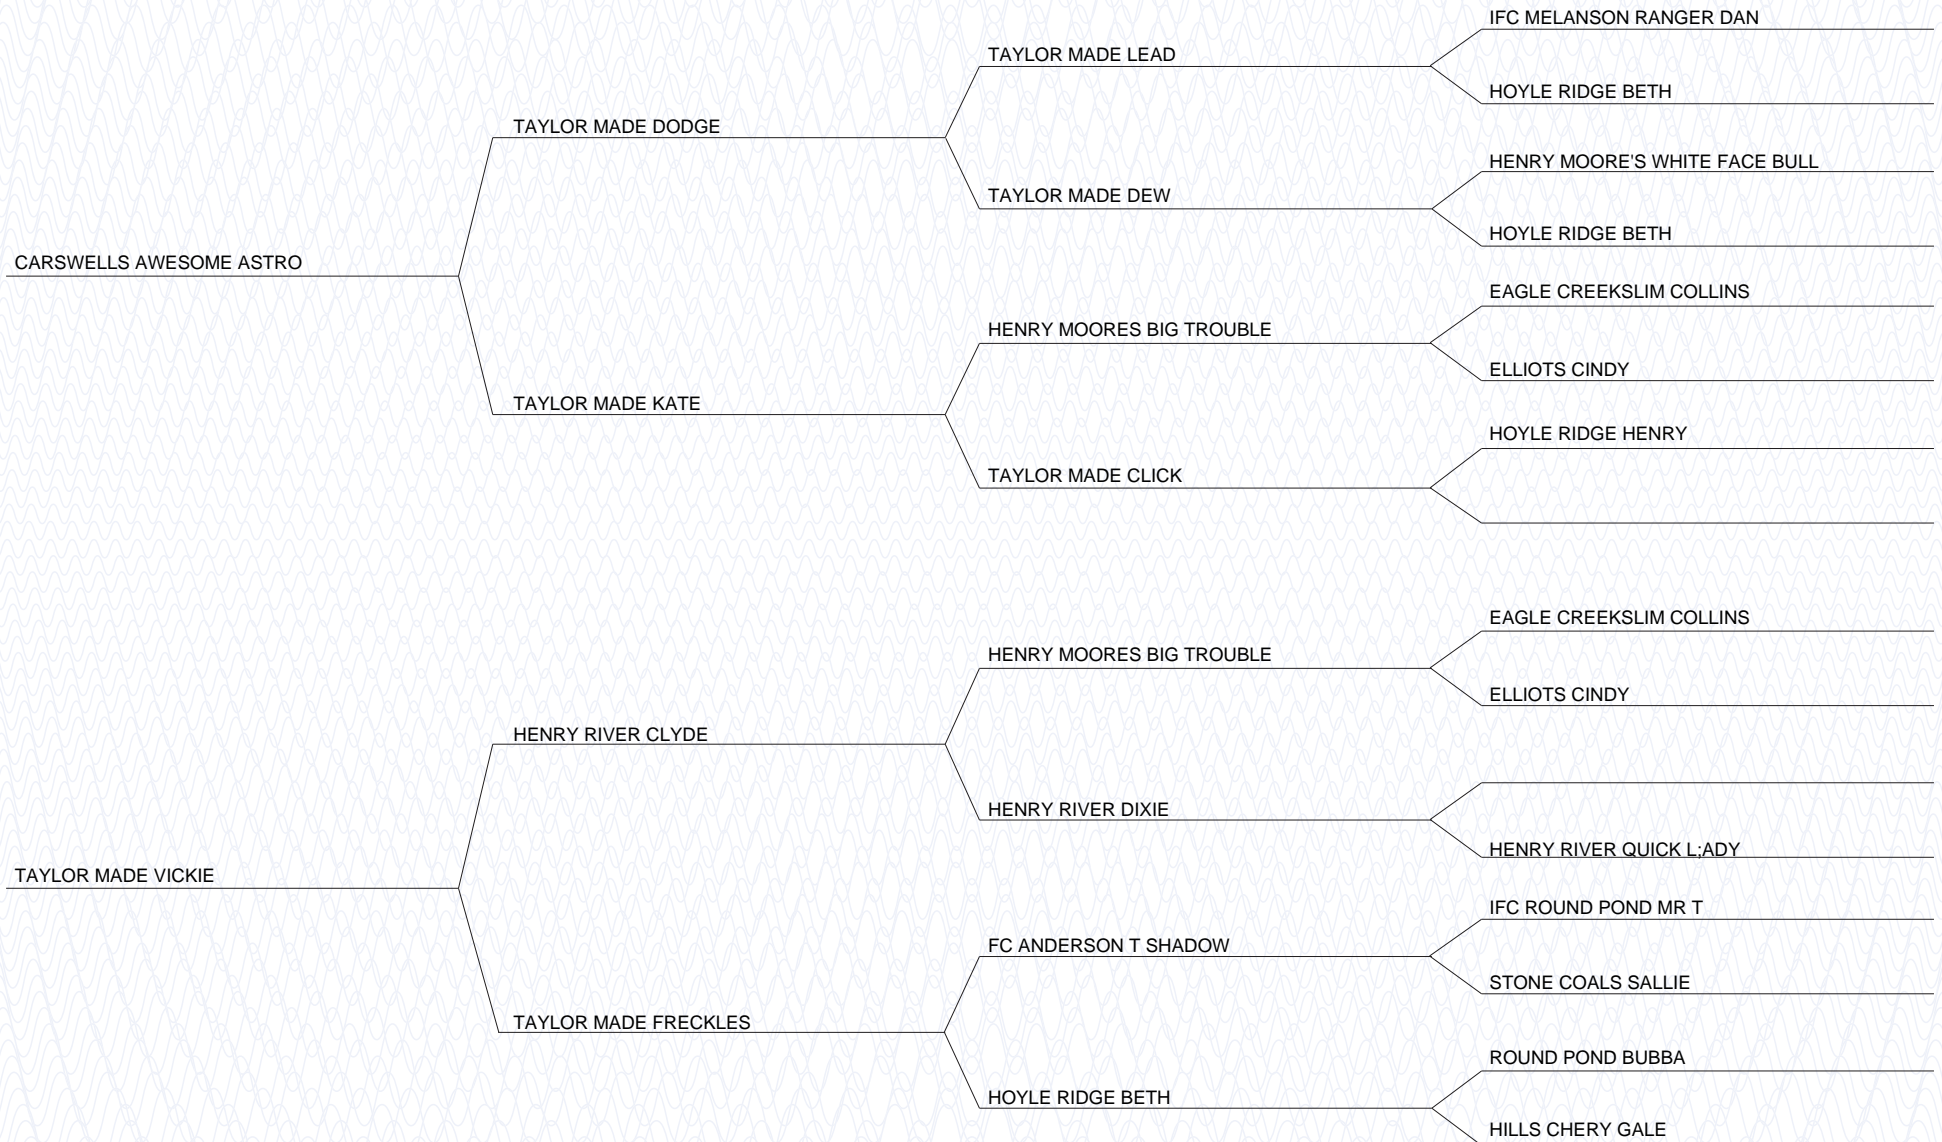 IFC MELANSON RANGER DAN
TAYLOR MADE LEAD
HOYLE RIDGE BETH
TAYLOR MADE DODGE
HENRY MOORE'S WHITE FACE BULL
TAYLOR MADE DEW
HOYLE RIDGE BETH
CARSWELLS AWESOME ASTRO
EAGLE CREEKSLIM COLLINS
HENRY MOORES BIG TROUBLE
ELLIOTS CINDY
TAYLOR MADE KATE
HOYLE RIDGE HENRY
TAYLOR MADE CLICK
EAGLE CREEKSLIM COLLINS
HENRY MOORES BIG TROUBLE
ELLIOTS CINDY
HENRY RIVER CLYDE
HENRY RIVER DIXIE
HENRY RIVER QUICK L;ADY
TAYLOR MADE VICKIE
IFC ROUND POND MR T
FC ANDERSON T SHADOW
STONE COALS SALLIE
TAYLOR MADE FRECKLES
ROUND POND BUBBA
HOYLE RIDGE BETH
HILLS CHERY GALE